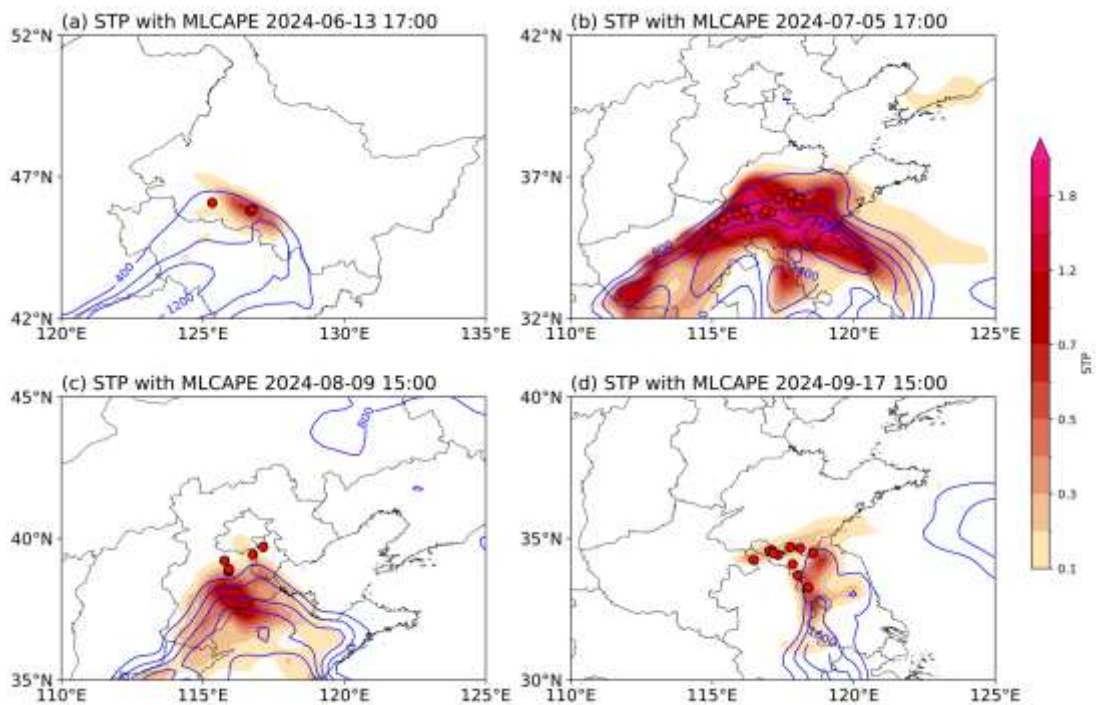 (a) STP with MLCAPE 2024-06-13 17:00
52°N
47°N
42°N
120°E 125°E 130°E 135°E
400
1200
(b) STP with MLCAPE 2024-07-05 17:00
42°N
37°N
32°N
110°E 115°E 120°E 125°E
(c) STP with MLCAPE 2024-08-09 15:00
45°N
40°N
35°N
110°E 115°E 120°E 125°E
800
(d) STP with MLCAPE 2024-09-17 15:00
40°N
35°N
30°N
110°E 115°E 120°E 125°E
1.8
1.2
0.7
0.5
0.3
0.1
STP